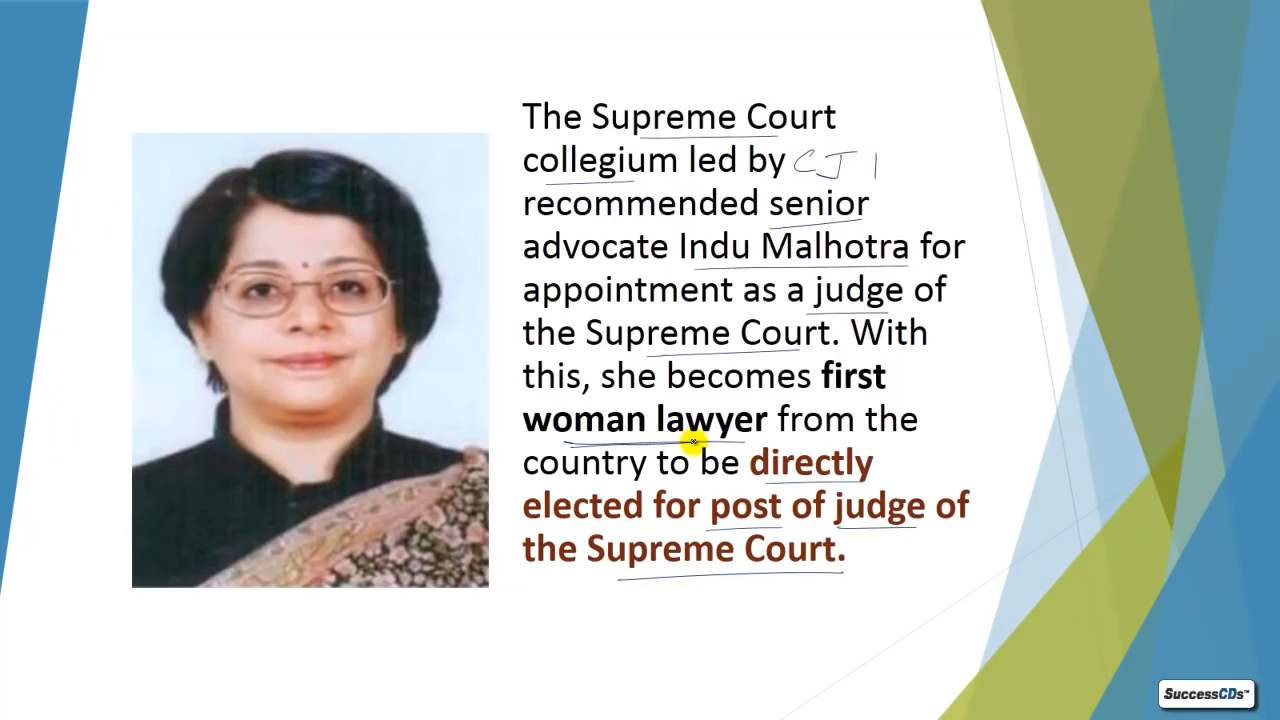 The Supreme Court
collegium led by CJI
recommended senior
advocate Indu Malhotra for
appointment as a judge of
the Supreme Court. With
this, she becomes first
woman lawyer from the
country to be directly
elected for post of judge of
the Supreme Court.
SuccessCDs™